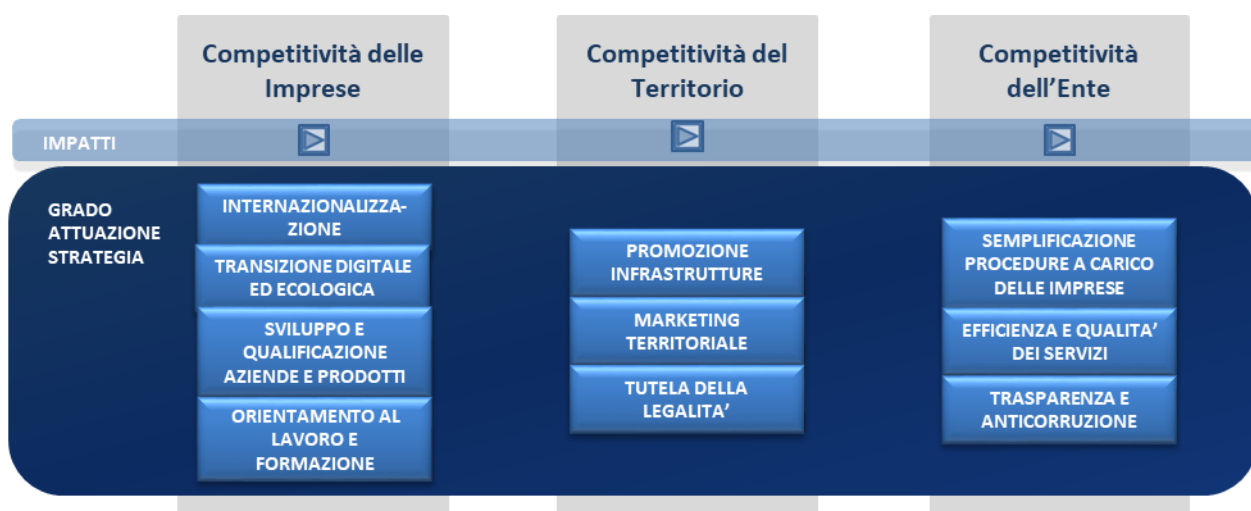 Competitività delle
Imprese
Competitività del
Territorio
Competitività
dell’Ente
IMPATTI
GRADO
ATTUAZIONE
STRATEGIA
INTERNAZIONALIZZA-
ZIONE
TRANSIZIONE DIGITALE
ED ECOLOGICA
SVILUPPO E
QUALIFICAZIONE
AZIENDE E PRODOTTI
ORIENTAMENTO AL
LAVORO E
FORMAZIONE
PROMOZIONE
INFRASTRUTTURE
MARKETING
TERRITORIALE
TUTELA DELLA
LEGALITA’
SEMPLIFICAZIONE
PROCEDURE A CARICO
DELLE IMPRESE
EFFICIENZA E QUALITA’
DEI SERVIZI
TRASPARENZA E
ANTICORRUZIONE